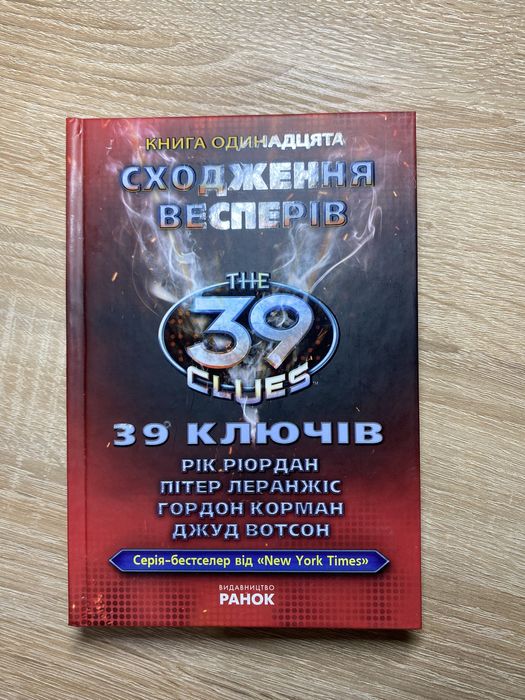 КНИГА ОДИНАДЦЯТА
СХОДЖЕННЯ
ВЕСПЕРІВ
THE
39
CLUES™
39 КЛЮЧІВ
РІК РІОРДАН
ПІТЕР ЛЕРАНЖІС
ГОРДОН КОРМАН
ДЖУД ВОТСОН
Серія-бестселер від «New York Times»
ВИДАВНИЦТВО
РАНОК